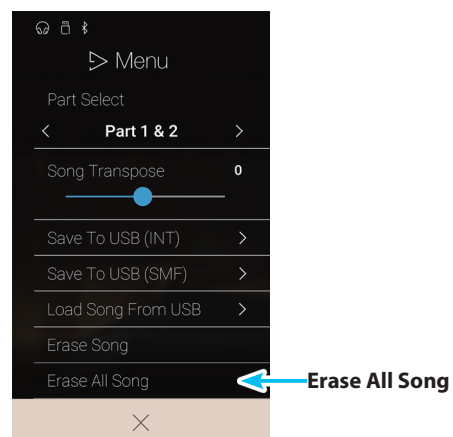 Menu
Part Select
Part 1 & 2
Song Transpose 0
Save To USB (INT)
Save To USB (SMF)
Load Song From USB
Erase Song
Erase All Song Erase All Song